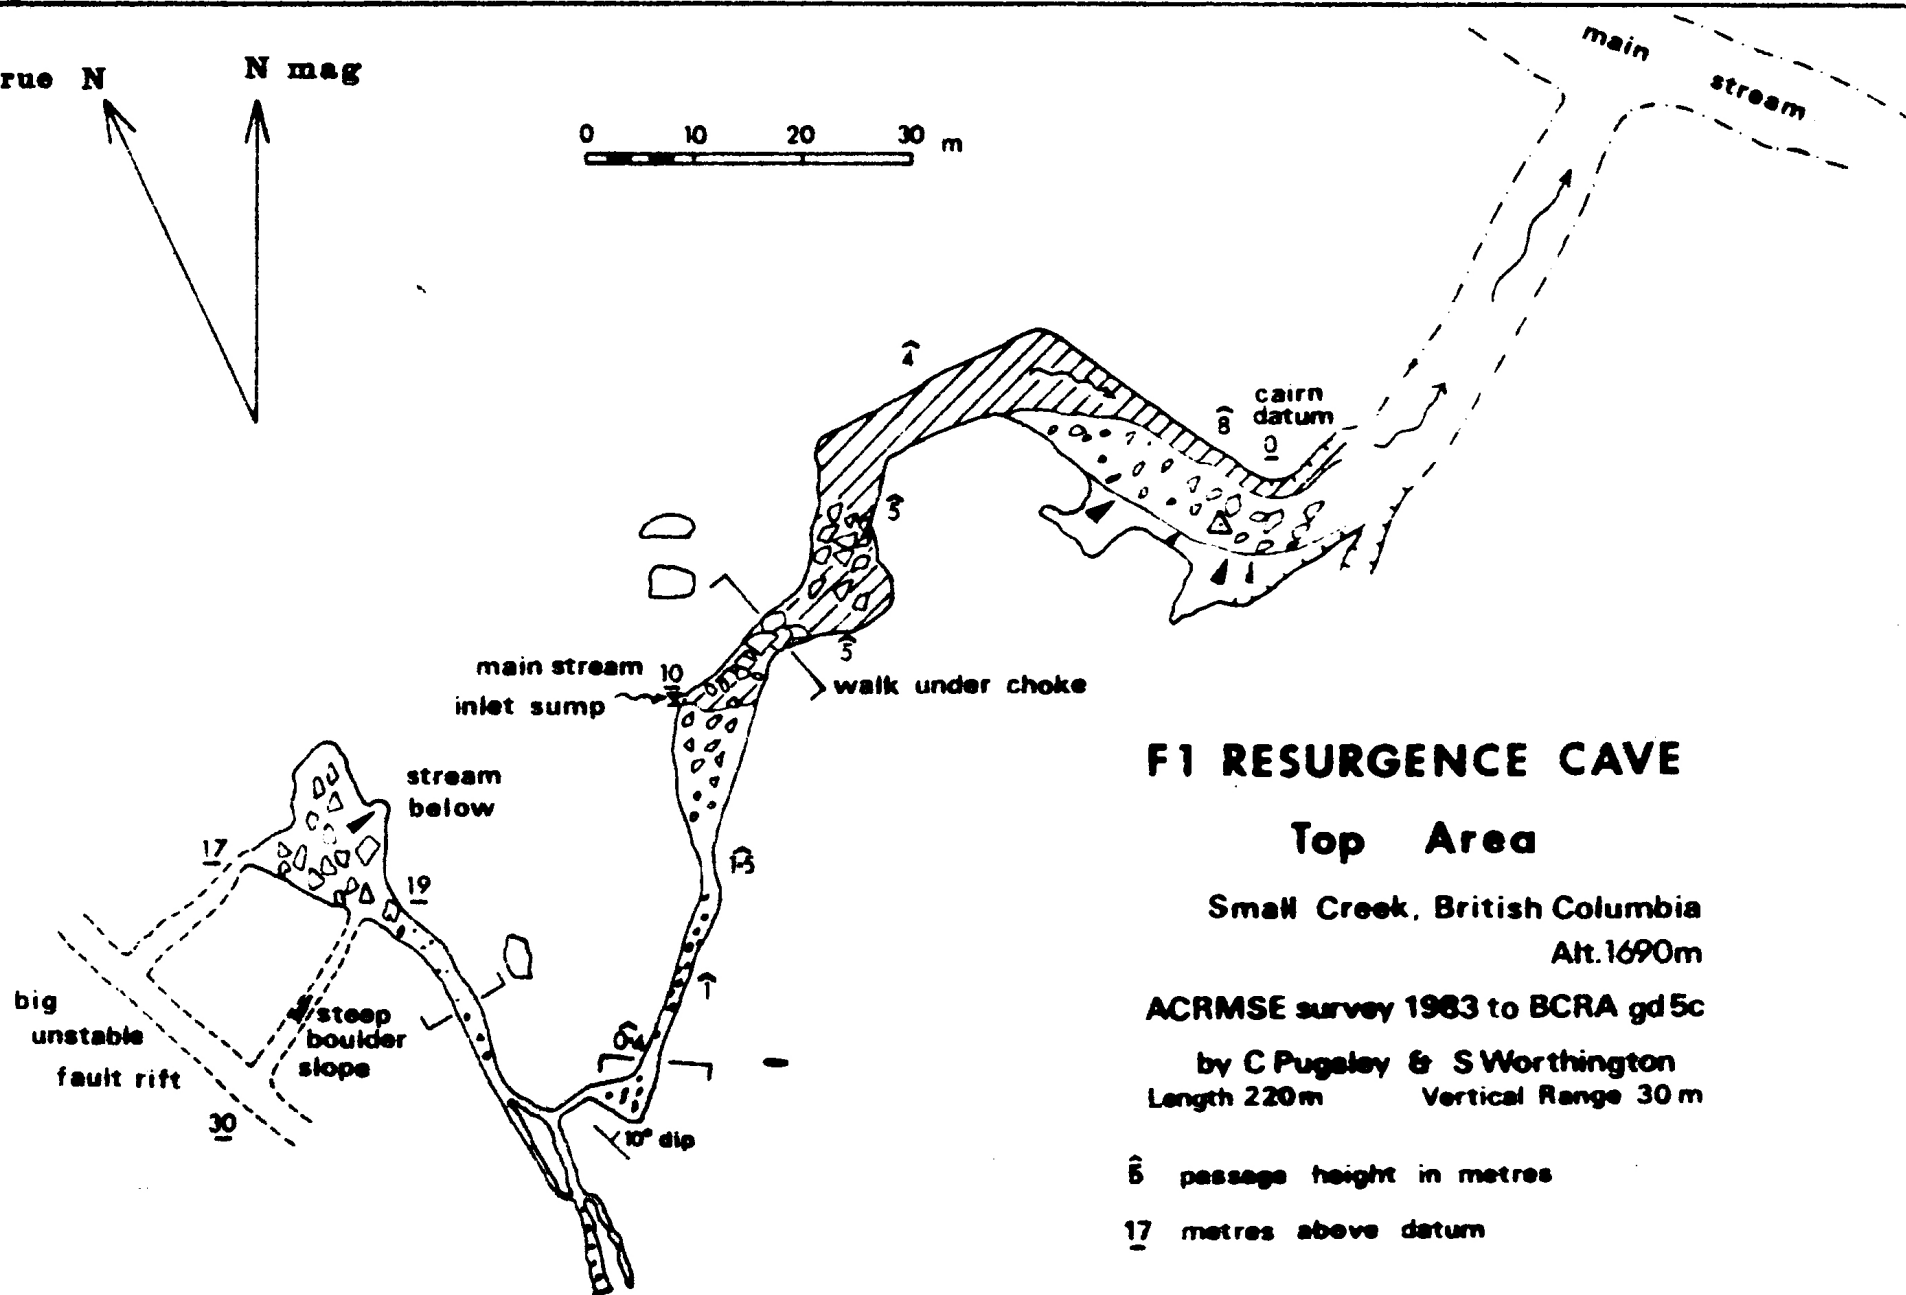 rue N
N mag
0 10 20 30 m
main
stream
4
8
cairn
datum
0
5
5
main stream 10
inlet sump
walk under choke
stream
below
17
19
1·5
1
0·4
big
unstable
fault rift
steep
boulder
slope
30
10° dip
F1 RESURGENCE CAVE
Top Area
Small Creek, British Columbia
Alt.1690m
ACRMSE survey 1983 to BCRA gd 5c
by C Pugsley & S Worthington
Length 220m Vertical Range 30m
5 passage height in metres
17 metres above datum